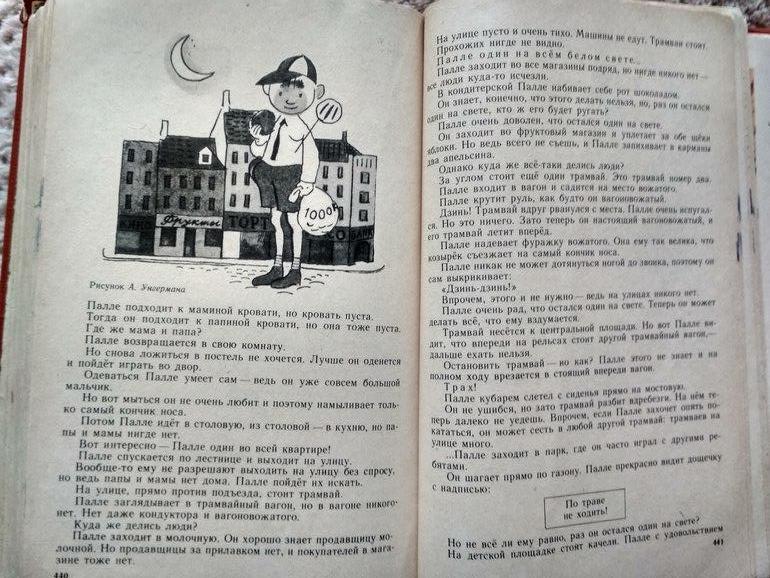 КИНО
Фрукты
ТОРТ
1000
БАНК
Рисунок А. Унгермана
Палле подходит к маминой кровати, но кровать пуста.
Тогда он подходит к папиной кровати, но она тоже пуста.
Где же мама и папа?
Палле возвращается в свою комнату.
Но снова ложиться в постель не хочется. Лучше он оденется
и пойдёт играть во двор.
Одеваться Палле умеет сам — ведь он уже совсем большой
мальчик.
Но вот мыться он не очень любит и поэтому намыливает толь-
ко самый кончик носа.
Потом Палле идёт в столовую, из столовой — в кухню, но па-
пы и мамы нигде нет.
Вот интересно — Палле один во всей квартире!
Палле спускается по лестнице и выходит на улицу.
Вообще-то ему не разрешают выходить на улицу без спросу,
но ведь папы и мамы нет дома. Палле пойдёт их искать.
На улице, прямо против подъезда, стоит трамвай.
Палле заглядывает в трамвайный вагон, но в вагоне никого-
нет. Нет даже кондуктора и вагоновожатого.
Куда же делись люди?
Палле заходит в молочную. Он хорошо знает продавщицу мо-
лочной. Но продавщицы за прилавком нет, и покупателей в мага-
зине тоже нет.
440
На улице пусто и очень тихо. Машины не едут. Трамваи стоят.
Прохожих нигде не видно.
Палле один на всём белом свете...
Палле заходит во все магазины подряд, но нигде никого нет —
все люди куда-то исчезли.
В кондитерской Палле набивает себе рот шоколадом.
Он знает, конечно, что этого делать нельзя, но, раз он остался
один на свете, кто ж его будет ругать?
Палле очень доволен, что остался один на свете.
Он заходит во фруктовый магазин и уплетает за обе щёки
яблоки. Но ведь всего не съешь, и Палле запихивает в карманы
два апельсина.
Однако куда же всё-таки делись люди?
За углом стоит ещё один трамвай. Это трамвай номер два.
Палле входит в вагон и садится на место вожатого.
Палле крутит руль, как будто он вагоновожатый.
Дзинь! Трамвай вдруг рванулся с места. Палле очень испугал-
ся. Но это ничего. Зато теперь он настоящий вагоновожатый, и
его трамвай летит вперёд.
Палле надевает фуражку вожатого. Она ему так велика, что
козырёк съезжает на самый кончик носа.
Палле никак не может дотянуться ногой до звонка, поэтому он
сам выкрикивает:
«Дзинь-дзинь!»
Впрочем, этого и не нужно — ведь на улицах никого нет.
Палле очень рад, что остался один на свете. Теперь он может
делать всё, что ему вздумается.
Трамвай несётся к центральной площади. Но вот Палле ви-
дит, что впереди на рельсах стоит другой трамвайный вагон,—
дальше ехать нельзя.
Остановить трамвай — но как? Палле этого не знает и на
полном ходу врезается в стоящий впереди вагон.
Трах!
Палле кубарем слетел с сиденья прямо на мостовую.
Он не ушибся, но зато трамвай разбит вдребезги. На нём те-
перь далеко не уедешь. Впрочем, если Палле захочет опять по-
кататься, он может сесть в любой другой трамвай: трамваев на
улице много.
...Палле заходит в парк, где он часто играл с другими ре-
бятами.
Он шагает прямо по газону. Палле прекрасно видит дощечку
с надписью:
По траве
не ходить!
Но не всё ли ему равно, раз он остался один на свете?
На детской площадке стоят качели. Палле с удовольствием
441